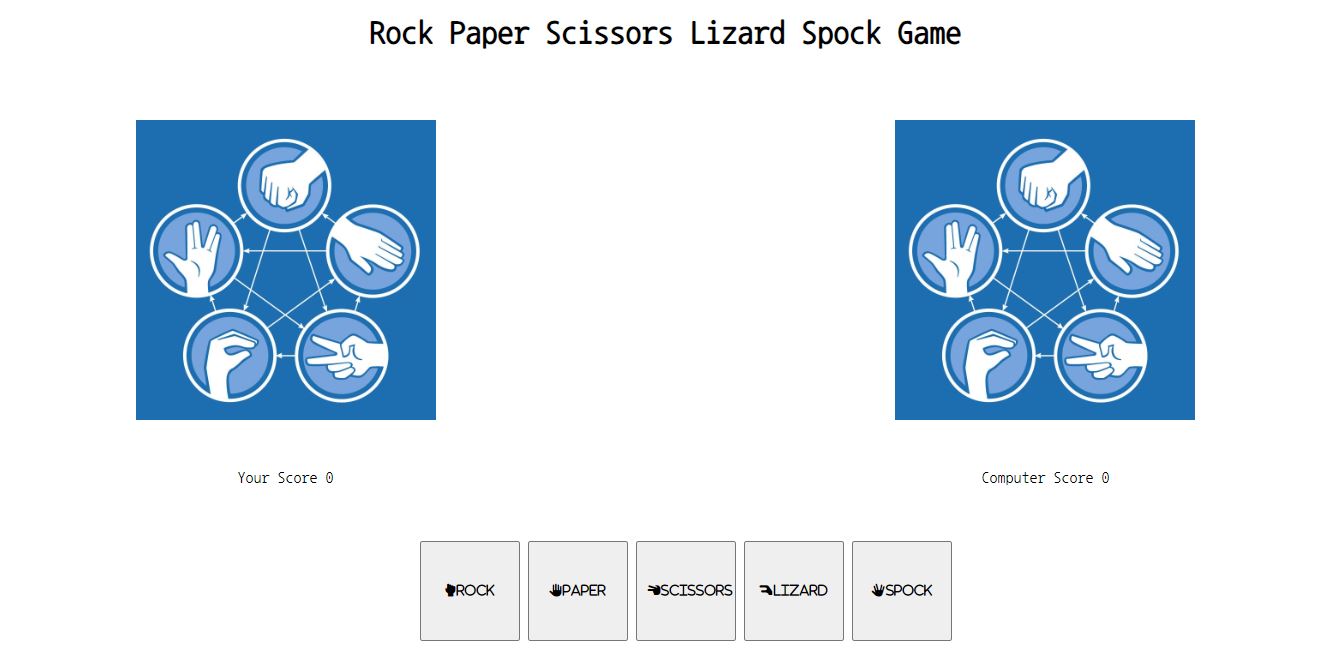 Rock Paper Scissors Lizard Spock Game
Your Score 0
Computer Score 0
ROCK
PAPER
SCISSORS
LIZARD
SPOCK